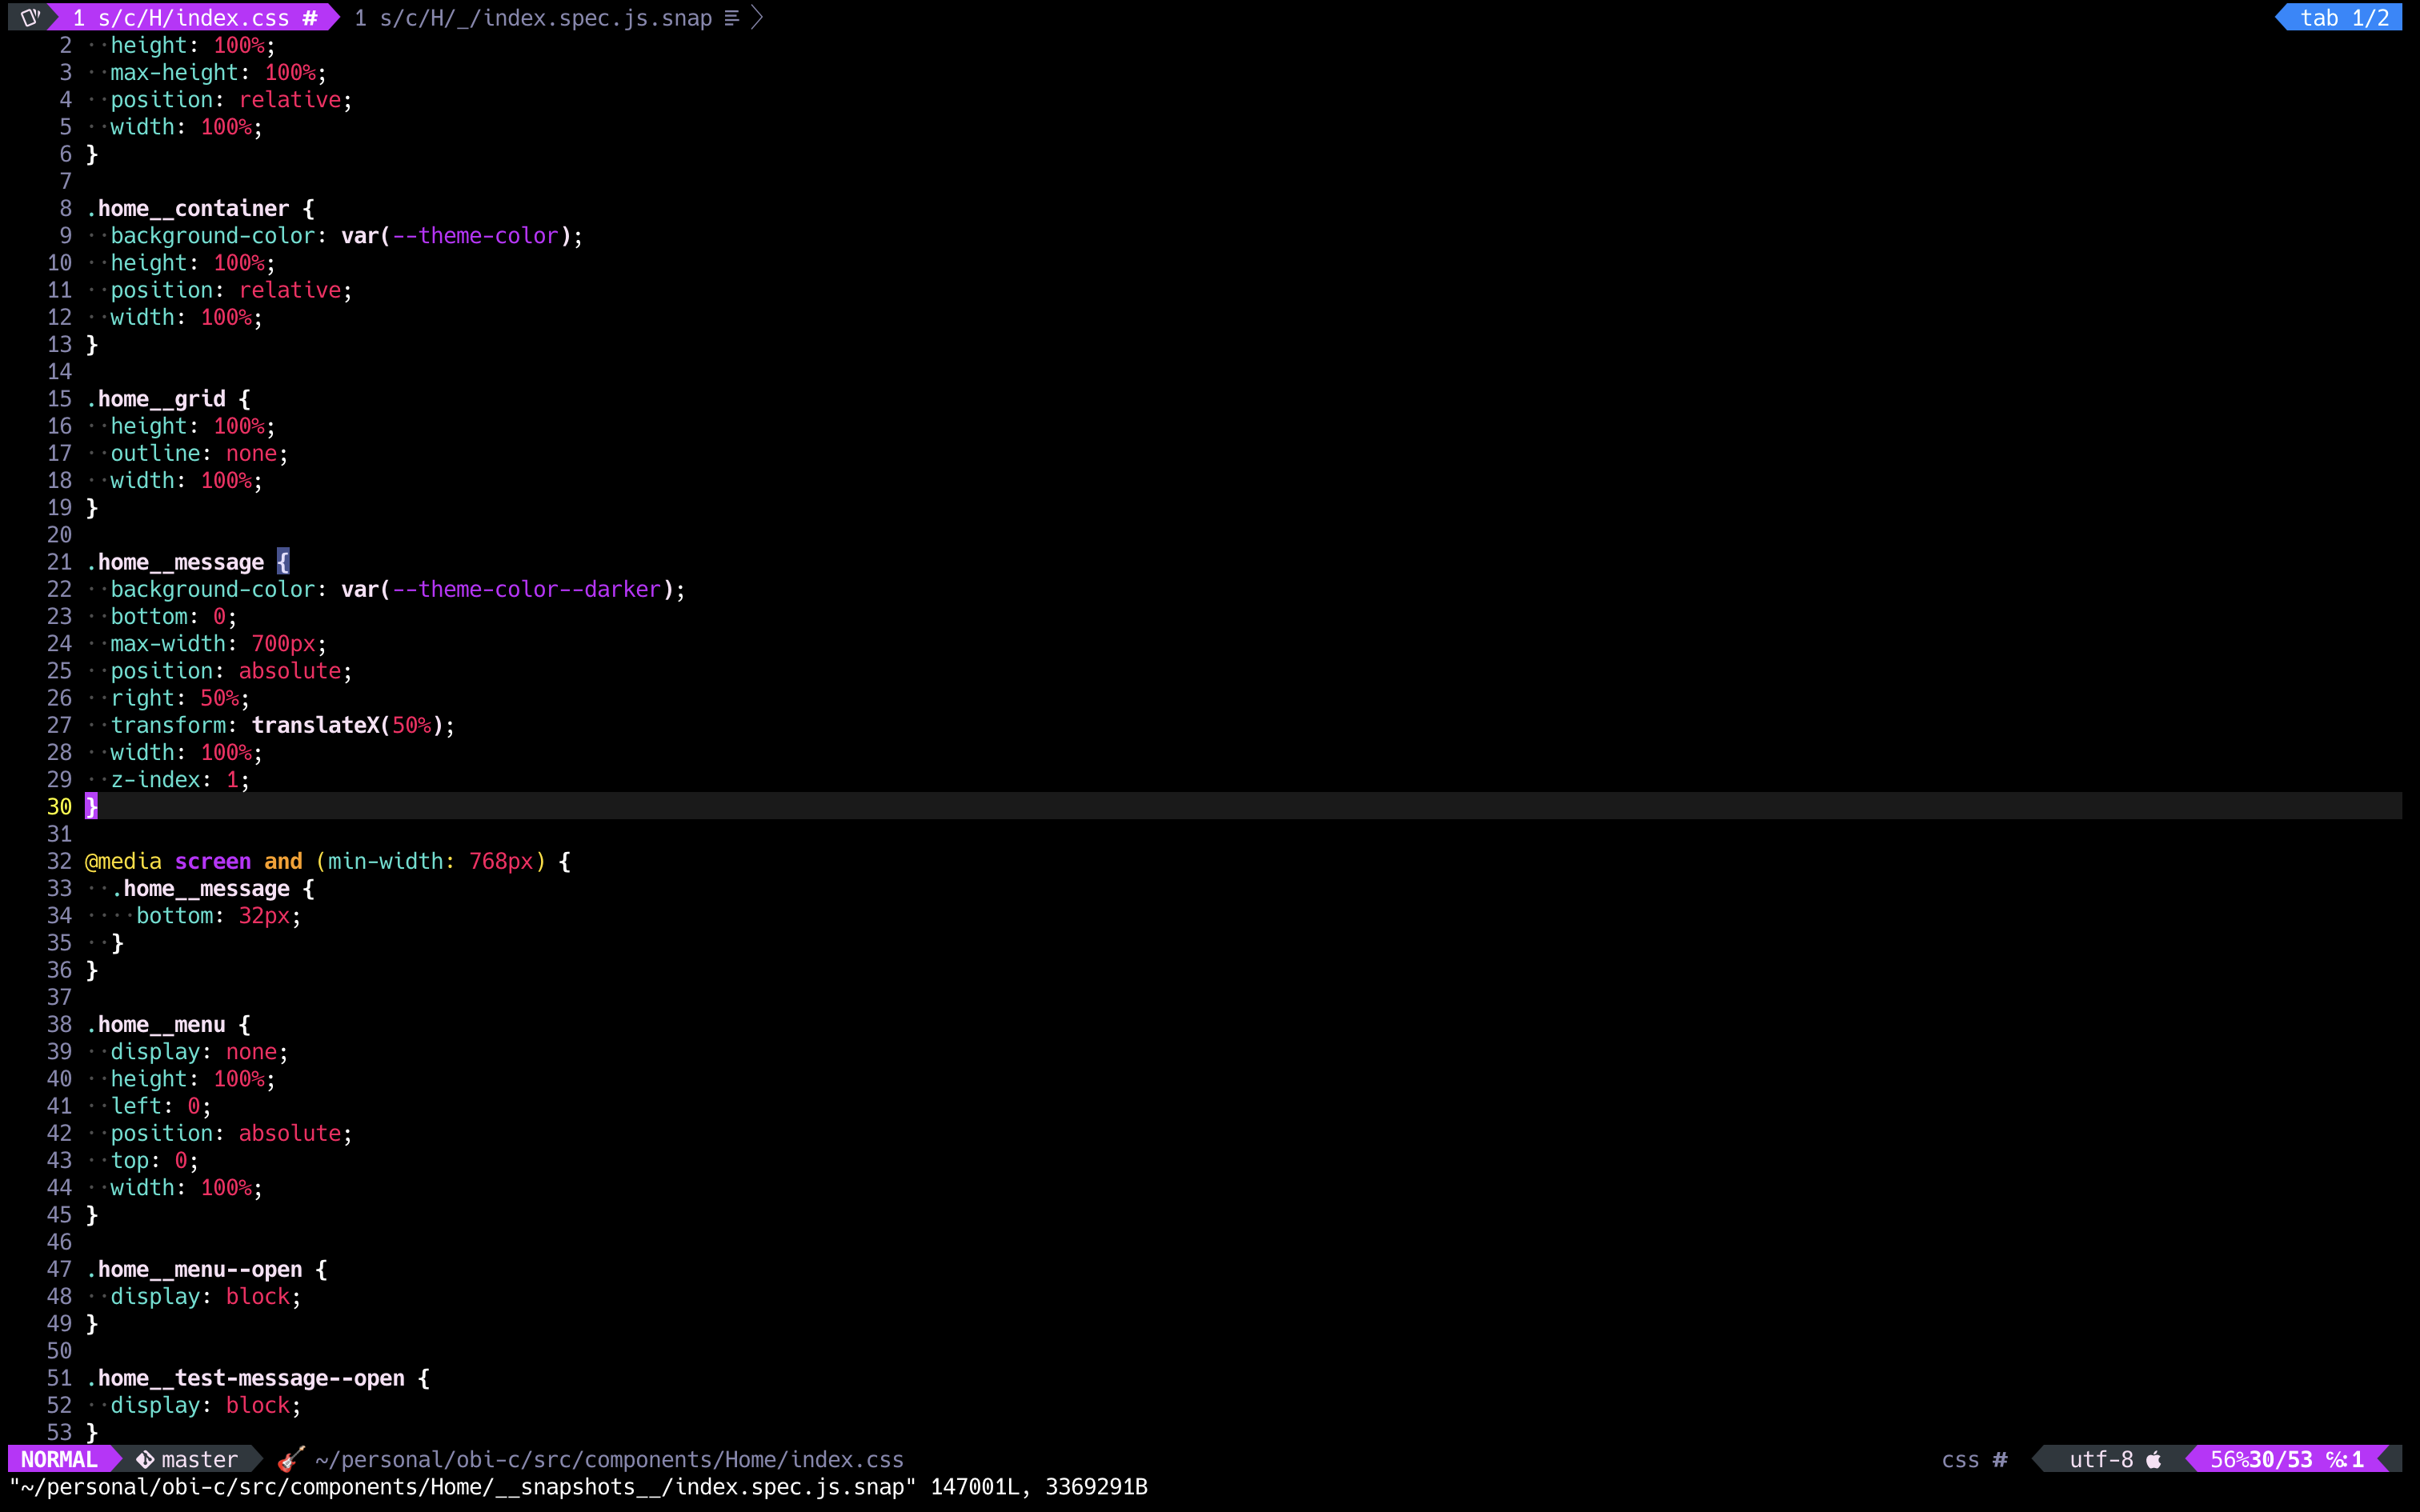 1 s/c/H/index.css # 1 s/c/H/_/index.spec.js.snap tab 1/2
2 ··height: 100%;
3 ··max-height: 100%;
4 ··position: relative;
5 ··width: 100%;
6 }
7
8 .home__container {
9 ··background-color: var(--theme-color);
10 ··height: 100%;
11 ··position: relative;
12 ··width: 100%;
13 }
14
15 .home__grid {
16 ··height: 100%;
17 ··outline: none;
18 ··width: 100%;
19 }
20
21 .home__message {
22 ··background-color: var(--theme-color--darker);
23 ··bottom: 0;
24 ··max-width: 700px;
25 ··position: absolute;
26 ··right: 50%;
27 ··transform: translateX(50%);
28 ··width: 100%;
29 ··z-index: 1;
30 }
31
32 @media screen and (min-width: 768px) {
33 ··.home__message {
34 ····bottom: 32px;
35 ··}
36 }
37
38 .home__menu {
39 ··display: none;
40 ··height: 100%;
41 ··left: 0;
42 ··position: absolute;
43 ··top: 0;
44 ··width: 100%;
45 }
46
47 .home__menu--open {
48 ··display: block;
49 }
50
51 .home__test-message--open {
52 ··display: block;
53 }
NORMAL master 🎸 ~/personal/obi-c/src/components/Home/index.css css # utf-8 56%30/53 ℅:1
"~/personal/obi-c/src/components/Home/__snapshots__/index.spec.js.snap" 147001L, 3369291B